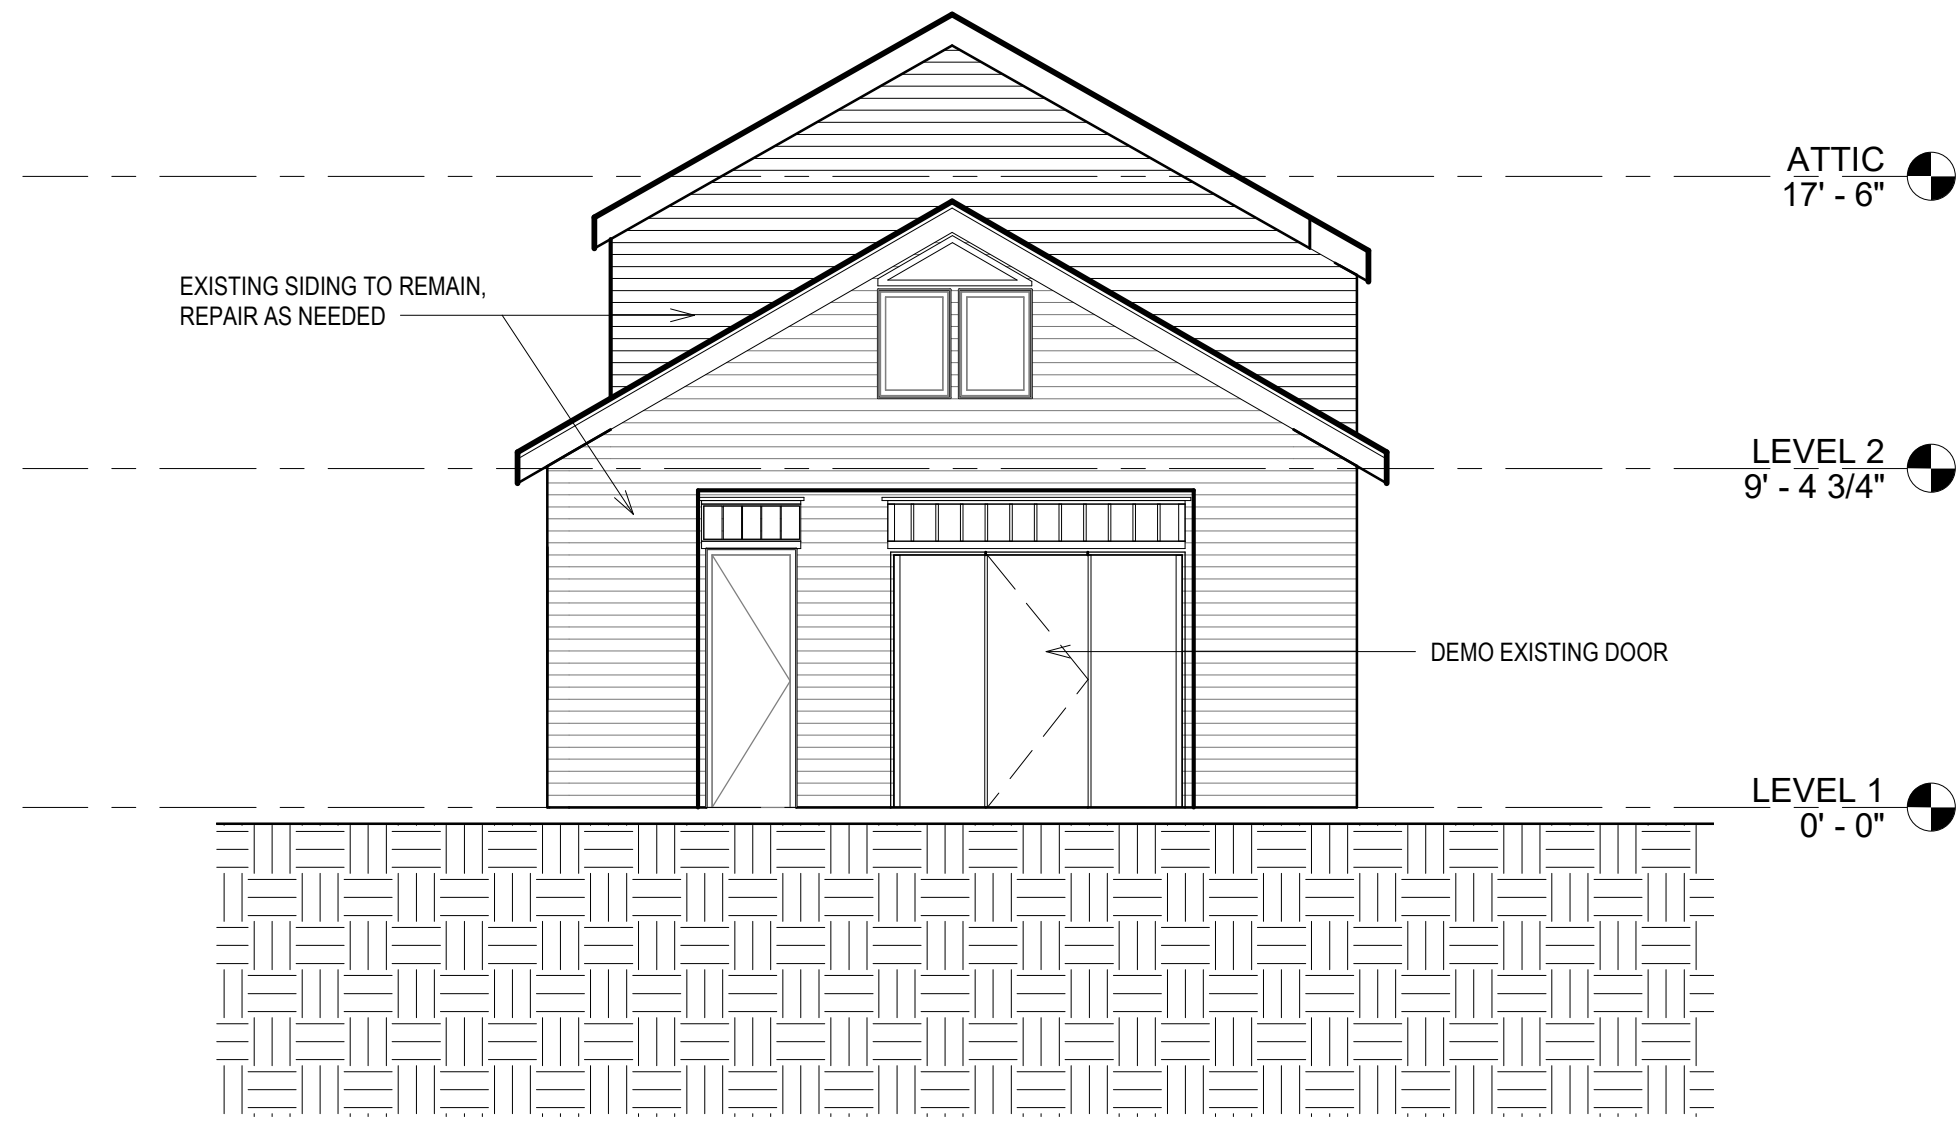 ATTIC
17' - 6"
EXISTING SIDING TO REMAIN,
REPAIR AS NEEDED
LEVEL 2
9' - 4 3/4"
DEMO EXISTING DOOR
LEVEL 1
0' - 0"